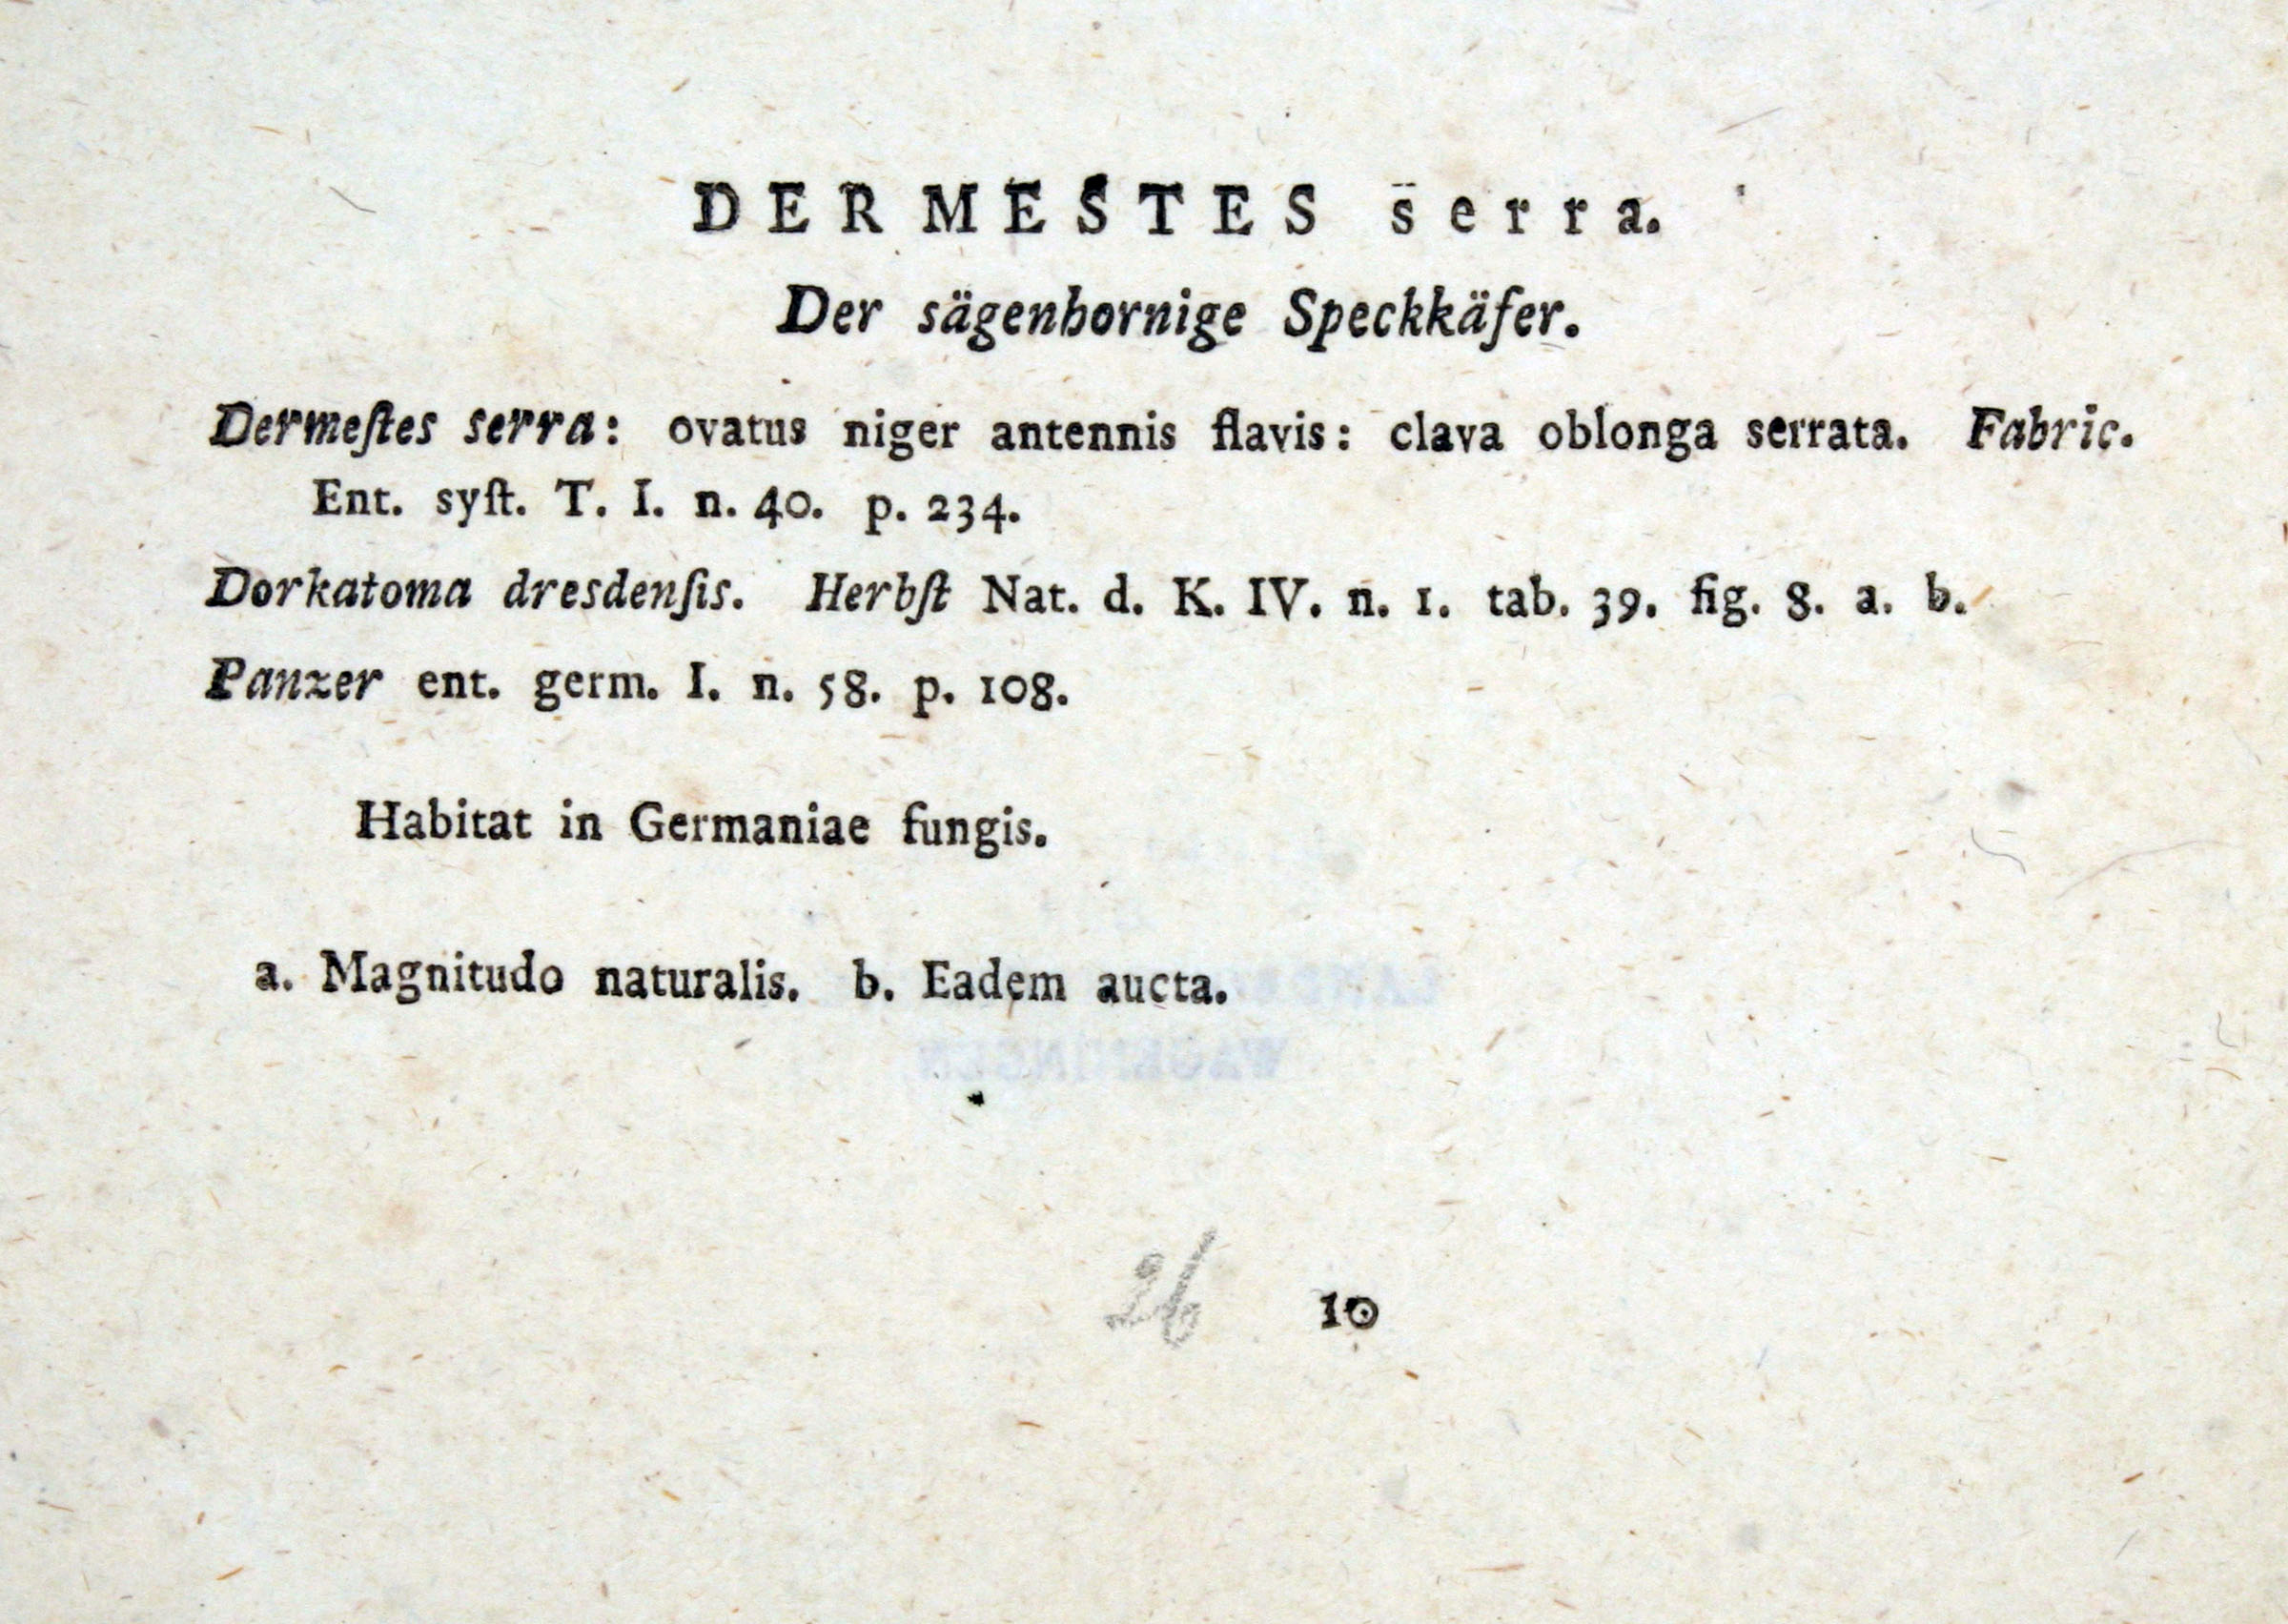 DERMESTES serra.
Der sägenhornige Speckkäfer.
Dermeſtes serra: ovatus niger antennis flavis: clava oblonga serrata. Fabric.
Ent. syſt. T. I. n. 40. p. 234.
Dorkatoma dresdenſis. Herbſt Nat. d. K. IV. n. 1. tab. 39. fig. 8. a. b.
Panzer ent. germ. I. n. 58. p. 108.
Habitat in Germaniae fungis.
a. Magnitudo naturalis. b. Eadem aucta.
WAGENINGEN
26 10